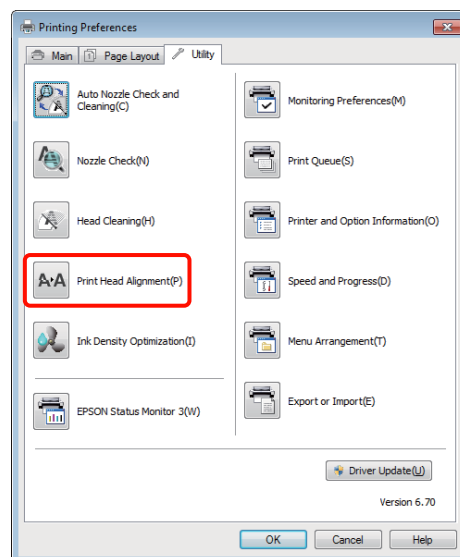 Printing Preferences
Main
Page Layout
Utility
Auto Nozzle Check and
Cleaning(C)
Monitoring Preferences(M)
Nozzle Check(N)
Print Queue(S)
Head Cleaning(H)
Printer and Option Information(O)
Print Head Alignment(P)
Speed and Progress(D)
Ink Density Optimization(I)
Menu Arrangement(T)
EPSON Status Monitor 3(W)
Export or Import(E)
Driver Update(U)
Version 6.70
OK
Cancel
Help